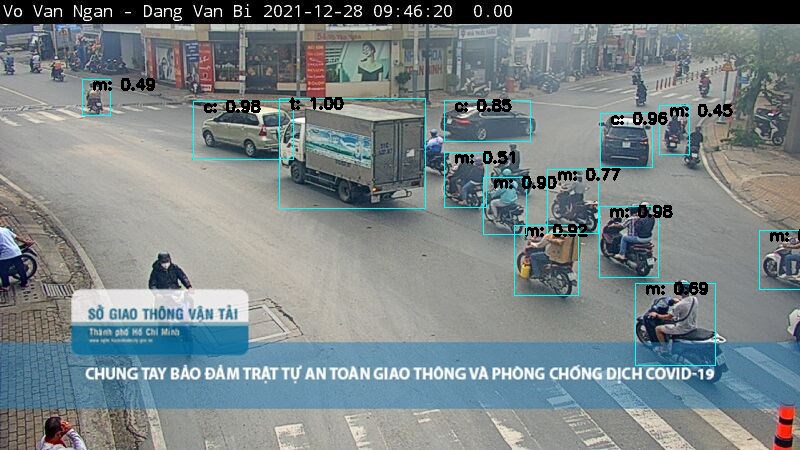 Vo Van Ngan - Dang Van Bi 2021-12-28 09:46:20 0.00
m: 0.49
c: 0.98
t: 1.00
c: 0.85
c: 0.96
m: 0.45
m: 0.51
m: 0.90
m: 0.77
m: 0.98
m: 0.92
m:
m: 0.69
SỞ GIAO THÔNG VẬN TẢI
Thành phố Hồ Chí Minh
CHUNG TAY BẢO ĐẢM TRẬT TỰ AN TOÀN GIAO THÔNG VÀ PHÒNG CHỐNG DỊCH COVID-19